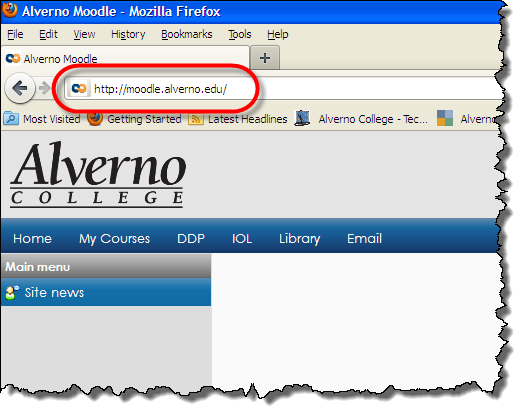 Alverno Moodle - Mozilla Firefox
File Edit View History Bookmarks Tools Help
Alverno Moodle
http://moodle.alverno.edu/
Most Visited Getting Started Latest Headlines Alverno College - Tec... Alverno
Alverno
COLLEGE
Home My Courses DDP IOL Library Email
Main menu
Site news